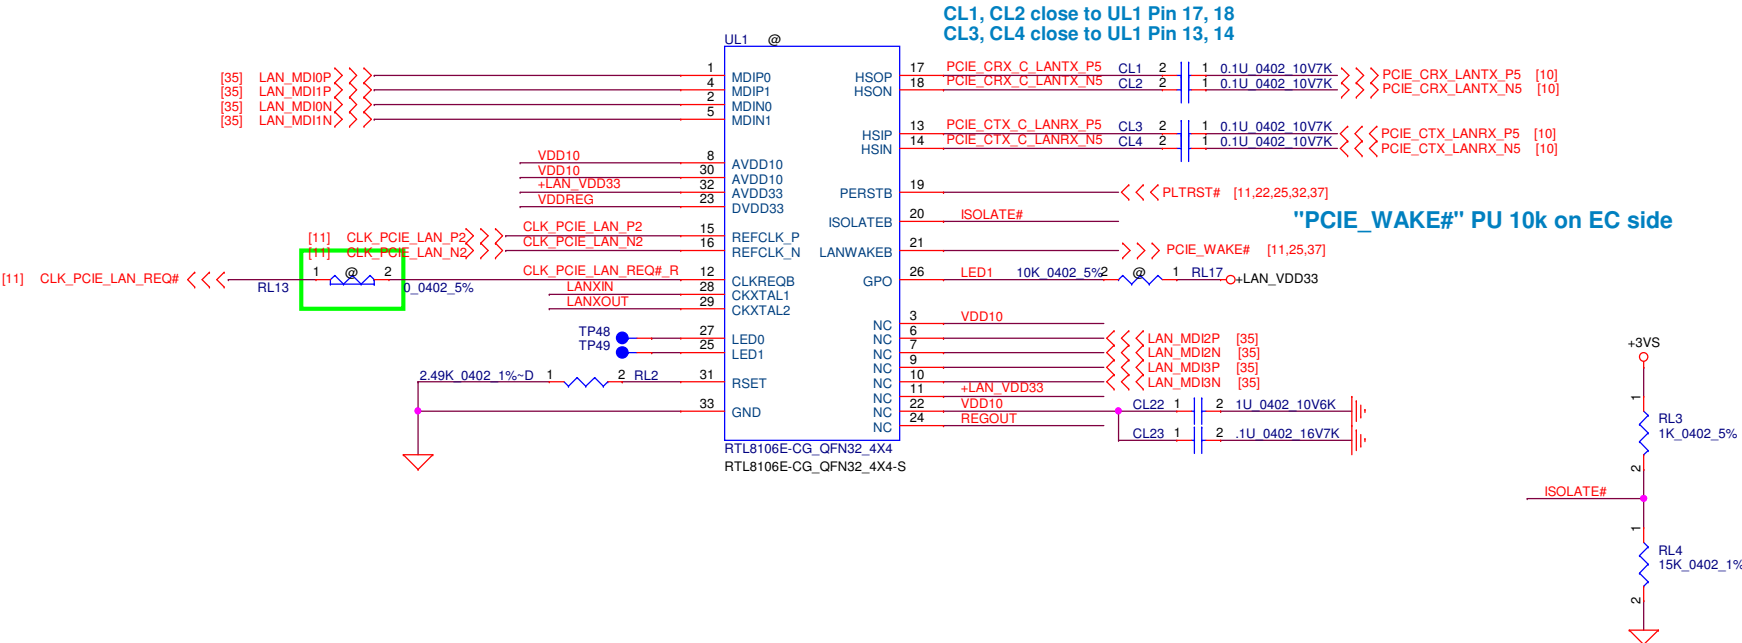 CL1, CL2 close to UL1 Pin 17, 18
CL3, CL4 close to UL1 Pin 13, 14
UL1 @
[35] LAN_MDI0P 1 MDIP0
[35] LAN_MDI1P 4 MDIP1
[35] LAN_MDI0N 2 MDIN0
[35] LAN_MDI1N 5 MDIN1
VDD10 8 AVDD10
VDD10 30 AVDD10
+LAN_VDD33 32 AVDD33
VDDREG 23 DVDD33
[11] CLK_PCIE_LAN_P2 CLK_PCIE_LAN_P2 15 REFCLK_P
[11] CLK_PCIE_LAN_N2 CLK_PCIE_LAN_N2 16 REFCLK_N
[11] CLK_PCIE_LAN_REQ# RL13 1 @ 2 0_0402_5% CLK_PCIE_LAN_REQ#_R 12 CLKREQB
LANXIN 28 CKXTAL1
LANXOUT 29 CKXTAL2
TP48 27 LED0
TP49 25 LED1
2.49K_0402_1%~D 1 2 RL2 31 RSET
33 GND
HSOP 17 PCIE_CRX_C_LANTX_P5 CL1 2 1 0.1U_0402_10V7K PCIE_CRX_LANTX_P5 [10]
HSON 18 PCIE_CRX_C_LANTX_N5 CL2 2 1 0.1U_0402_10V7K PCIE_CRX_LANTX_N5 [10]
HSIP 13 PCIE_CTX_C_LANRX_P5 CL3 2 1 0.1U_0402_10V7K PCIE_CTX_LANRX_P5 [10]
HSIN 14 PCIE_CTX_C_LANRX_N5 CL4 2 1 0.1U_0402_10V7K PCIE_CTX_LANRX_N5 [10]
PERSTB 19 PLTRST# [11,22,25,32,37]
ISOLATEB 20 ISOLATE#
"PCIE_WAKE#" PU 10k on EC side
LANWAKEB 21 PCIE_WAKE# [11,25,37]
GPO 26 LED1 10K_0402_5% 2 @ 1 RL17 +LAN_VDD33
NC 3 VDD10
NC 6 LAN_MDI2P [35]
NC 7 LAN_MDI2N [35]
NC 9 LAN_MDI3P [35]
NC 10 LAN_MDI3N [35]
NC 11 +LAN_VDD33
NC 22 VDD10 CL22 1 2 1U_0402_10V6K
NC 24 REGOUT CL23 1 2 .1U_0402_16V7K
RTL8106E-CG_QFN32_4X4
RTL8106E-CG_QFN32_4X4-S
+3VS
1
RL3
1K_0402_5%
2
ISOLATE#
1
RL4
15K_0402_1%
2